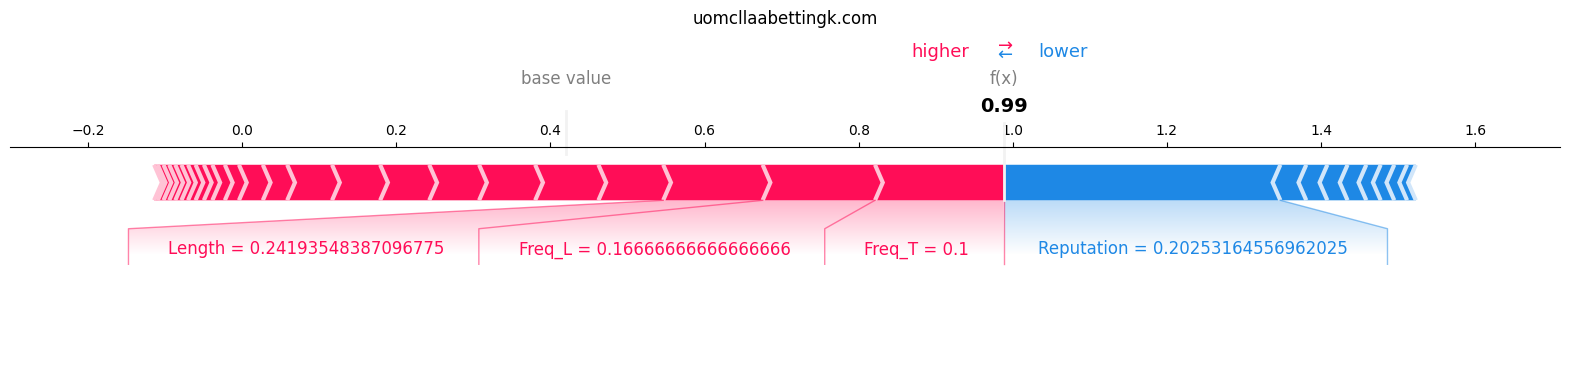 uomcllaabettingk.com
higher ⇄ lower
base value f(x)
0.99
−0.2 0.0 0.2 0.4 0.6 0.8 1.0 1.2 1.4 1.6
Length = 0.24193548387096775 Freq_L = 0.16666666666666666 Freq_T = 0.1 Reputation = 0.20253164556962025